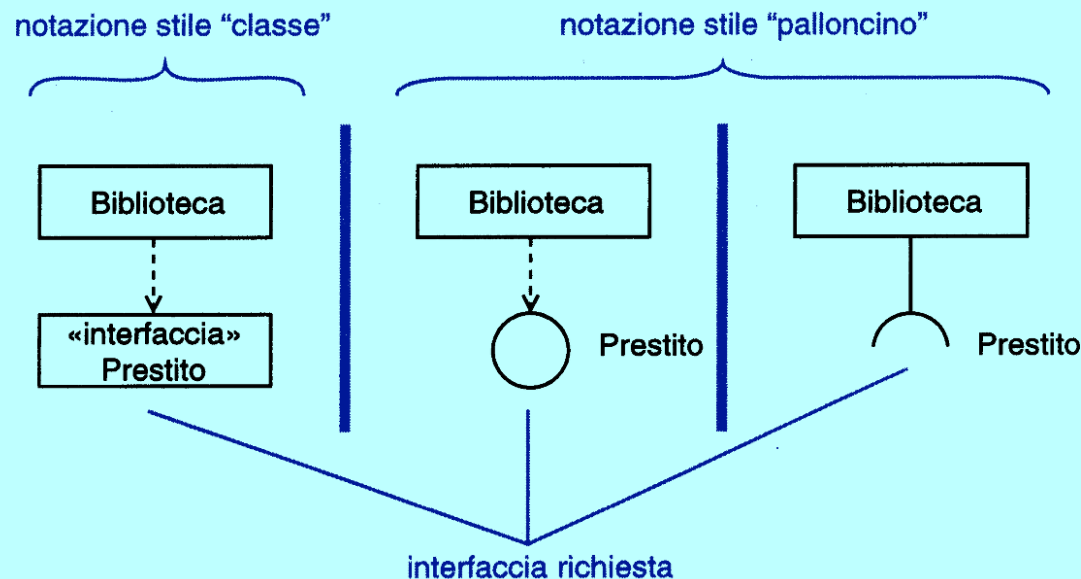 notazione stile “classe”
notazione stile “palloncino”
Biblioteca
Biblioteca
Biblioteca
«interfaccia»
Prestito
Prestito
Prestito
interfaccia richiesta